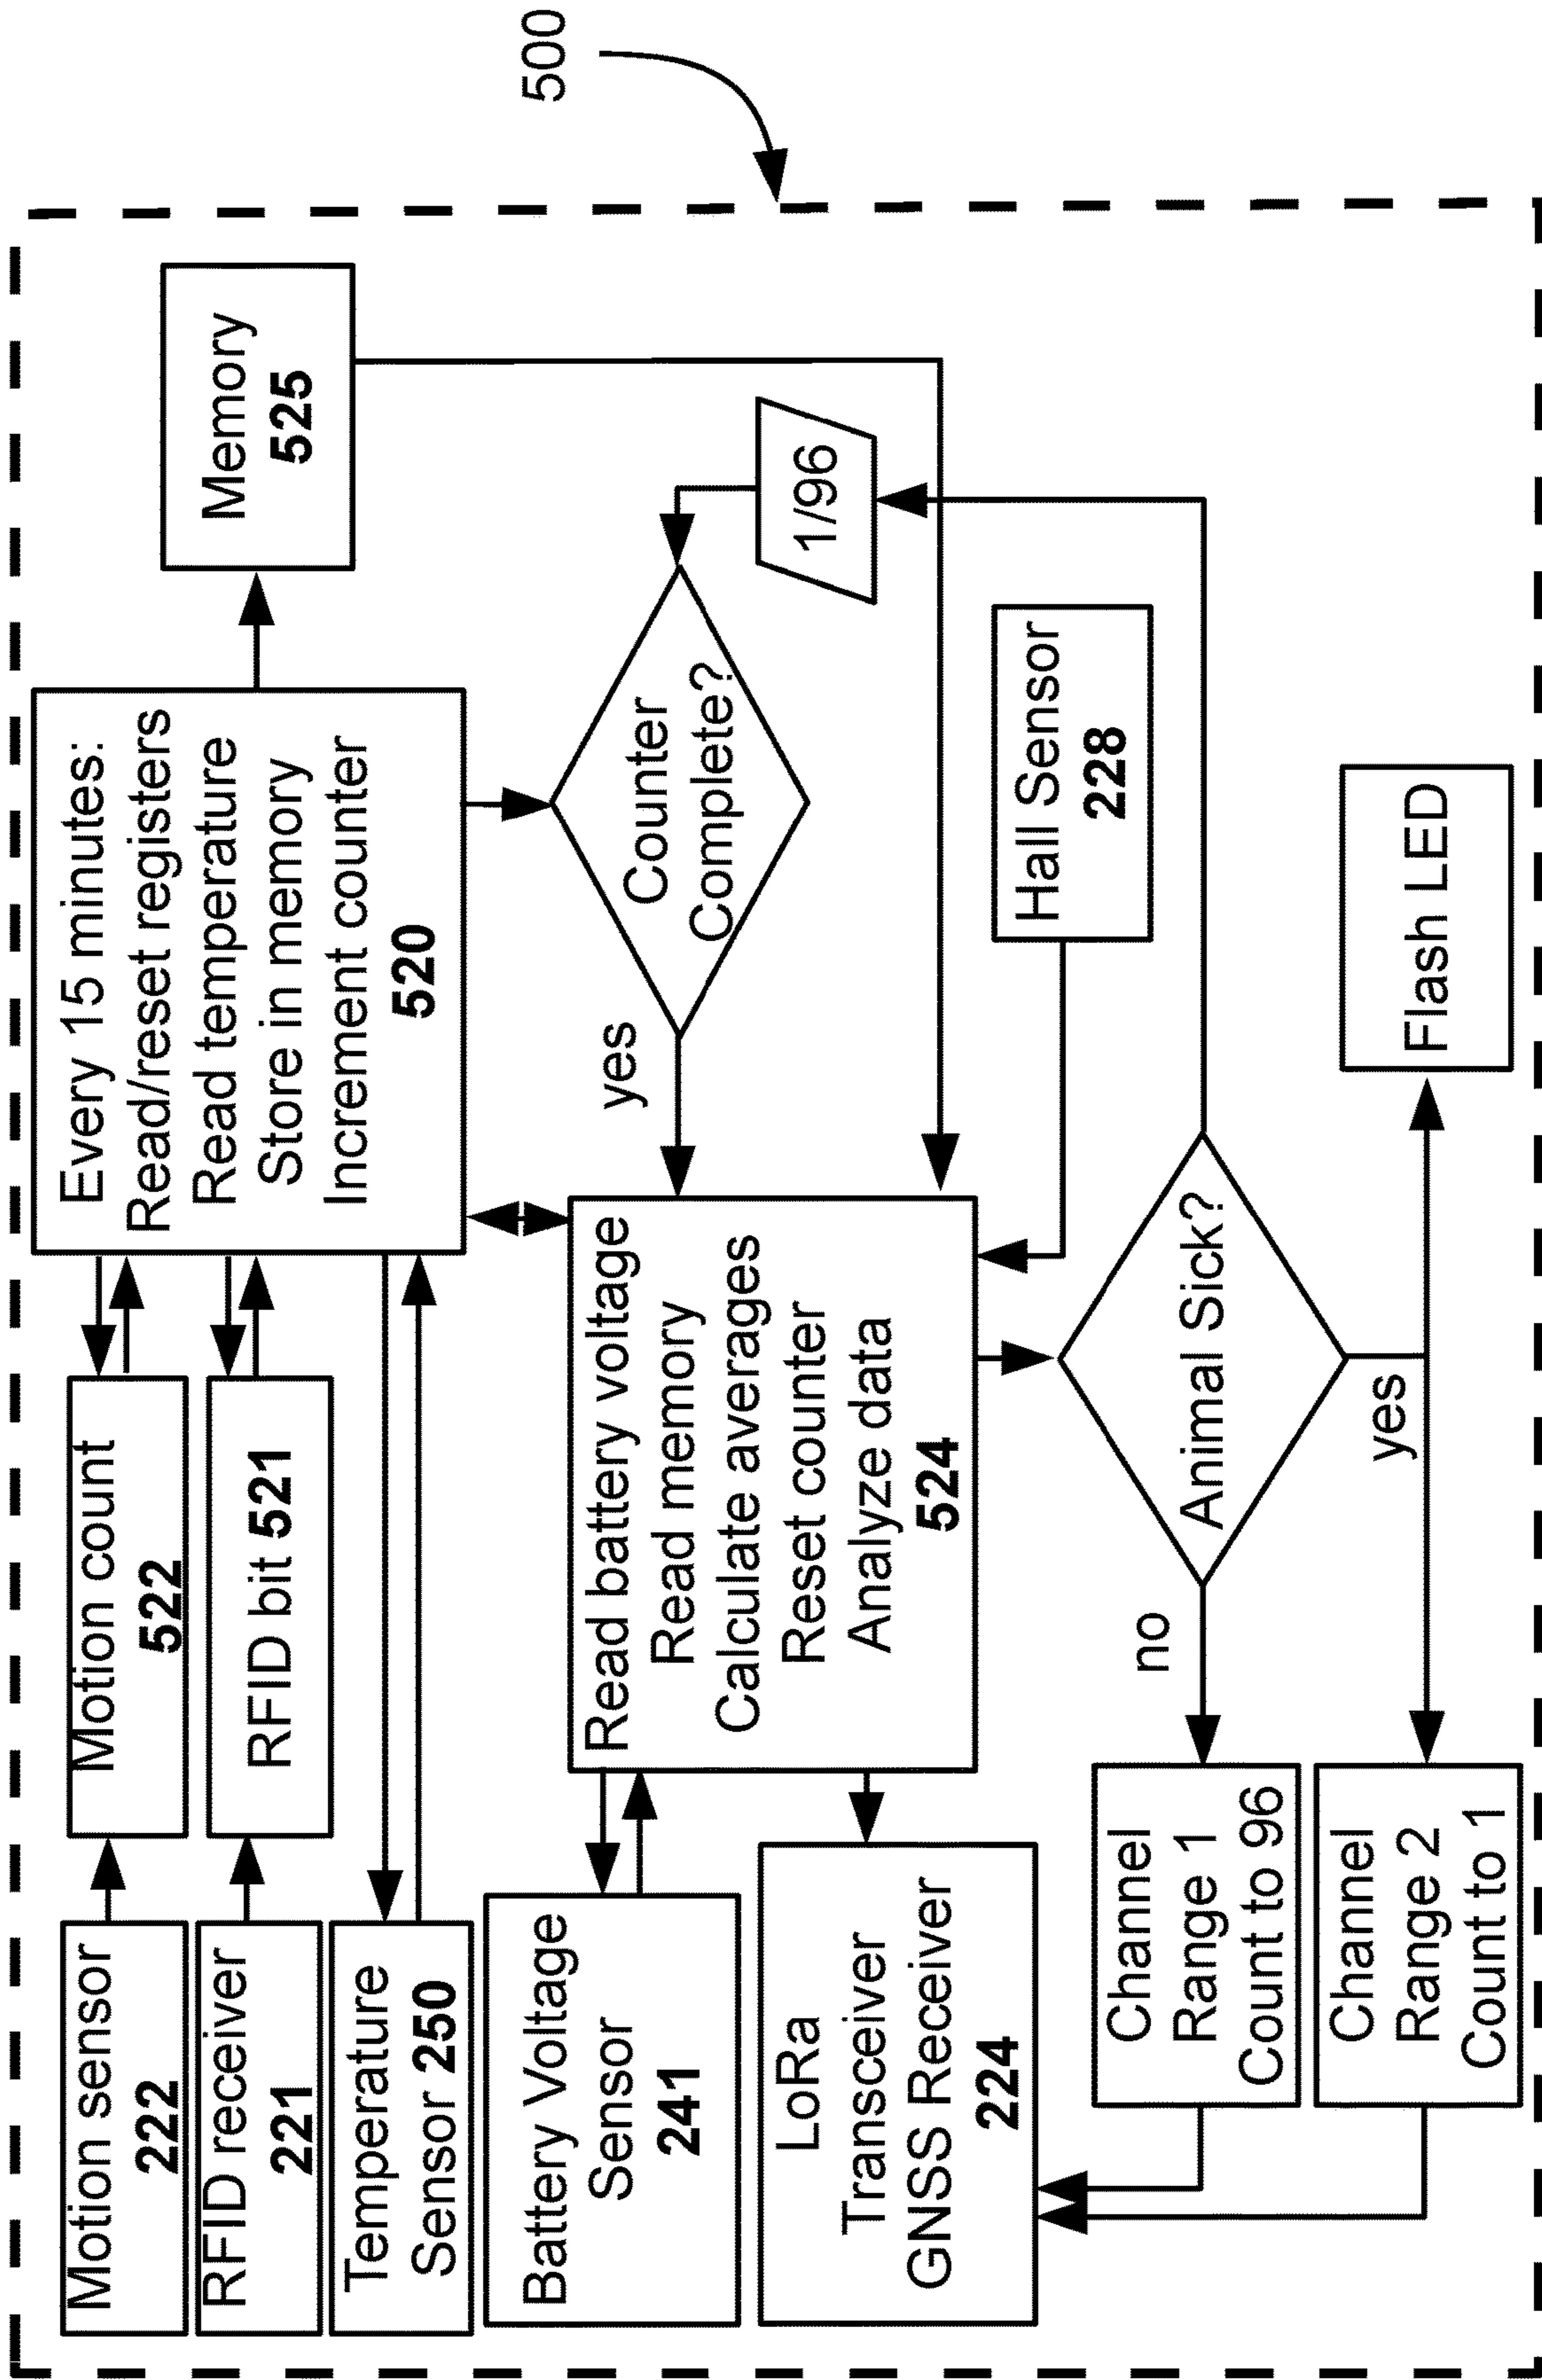 Motion sensor
222
Motion count
522
Every 15 minutes:
Read/reset registers
Read temperature
Store in memory
Increment counter
520
Memory
525
RFID receiver
221
RFID bit 521
Temperature
Sensor 250
Battery Voltage
Sensor
241
Read battery voltage
Read memory
Calculate averages
Reset counter
Analyze data
524
yes
Counter
Complete?
1/96
LoRa
Transceiver
GNSS Receiver
224
Hall Sensor
228
Channel
Range 1
Count to 96
no
Animal Sick?
yes
Channel
Range 2
Count to 1
Flash LED
500